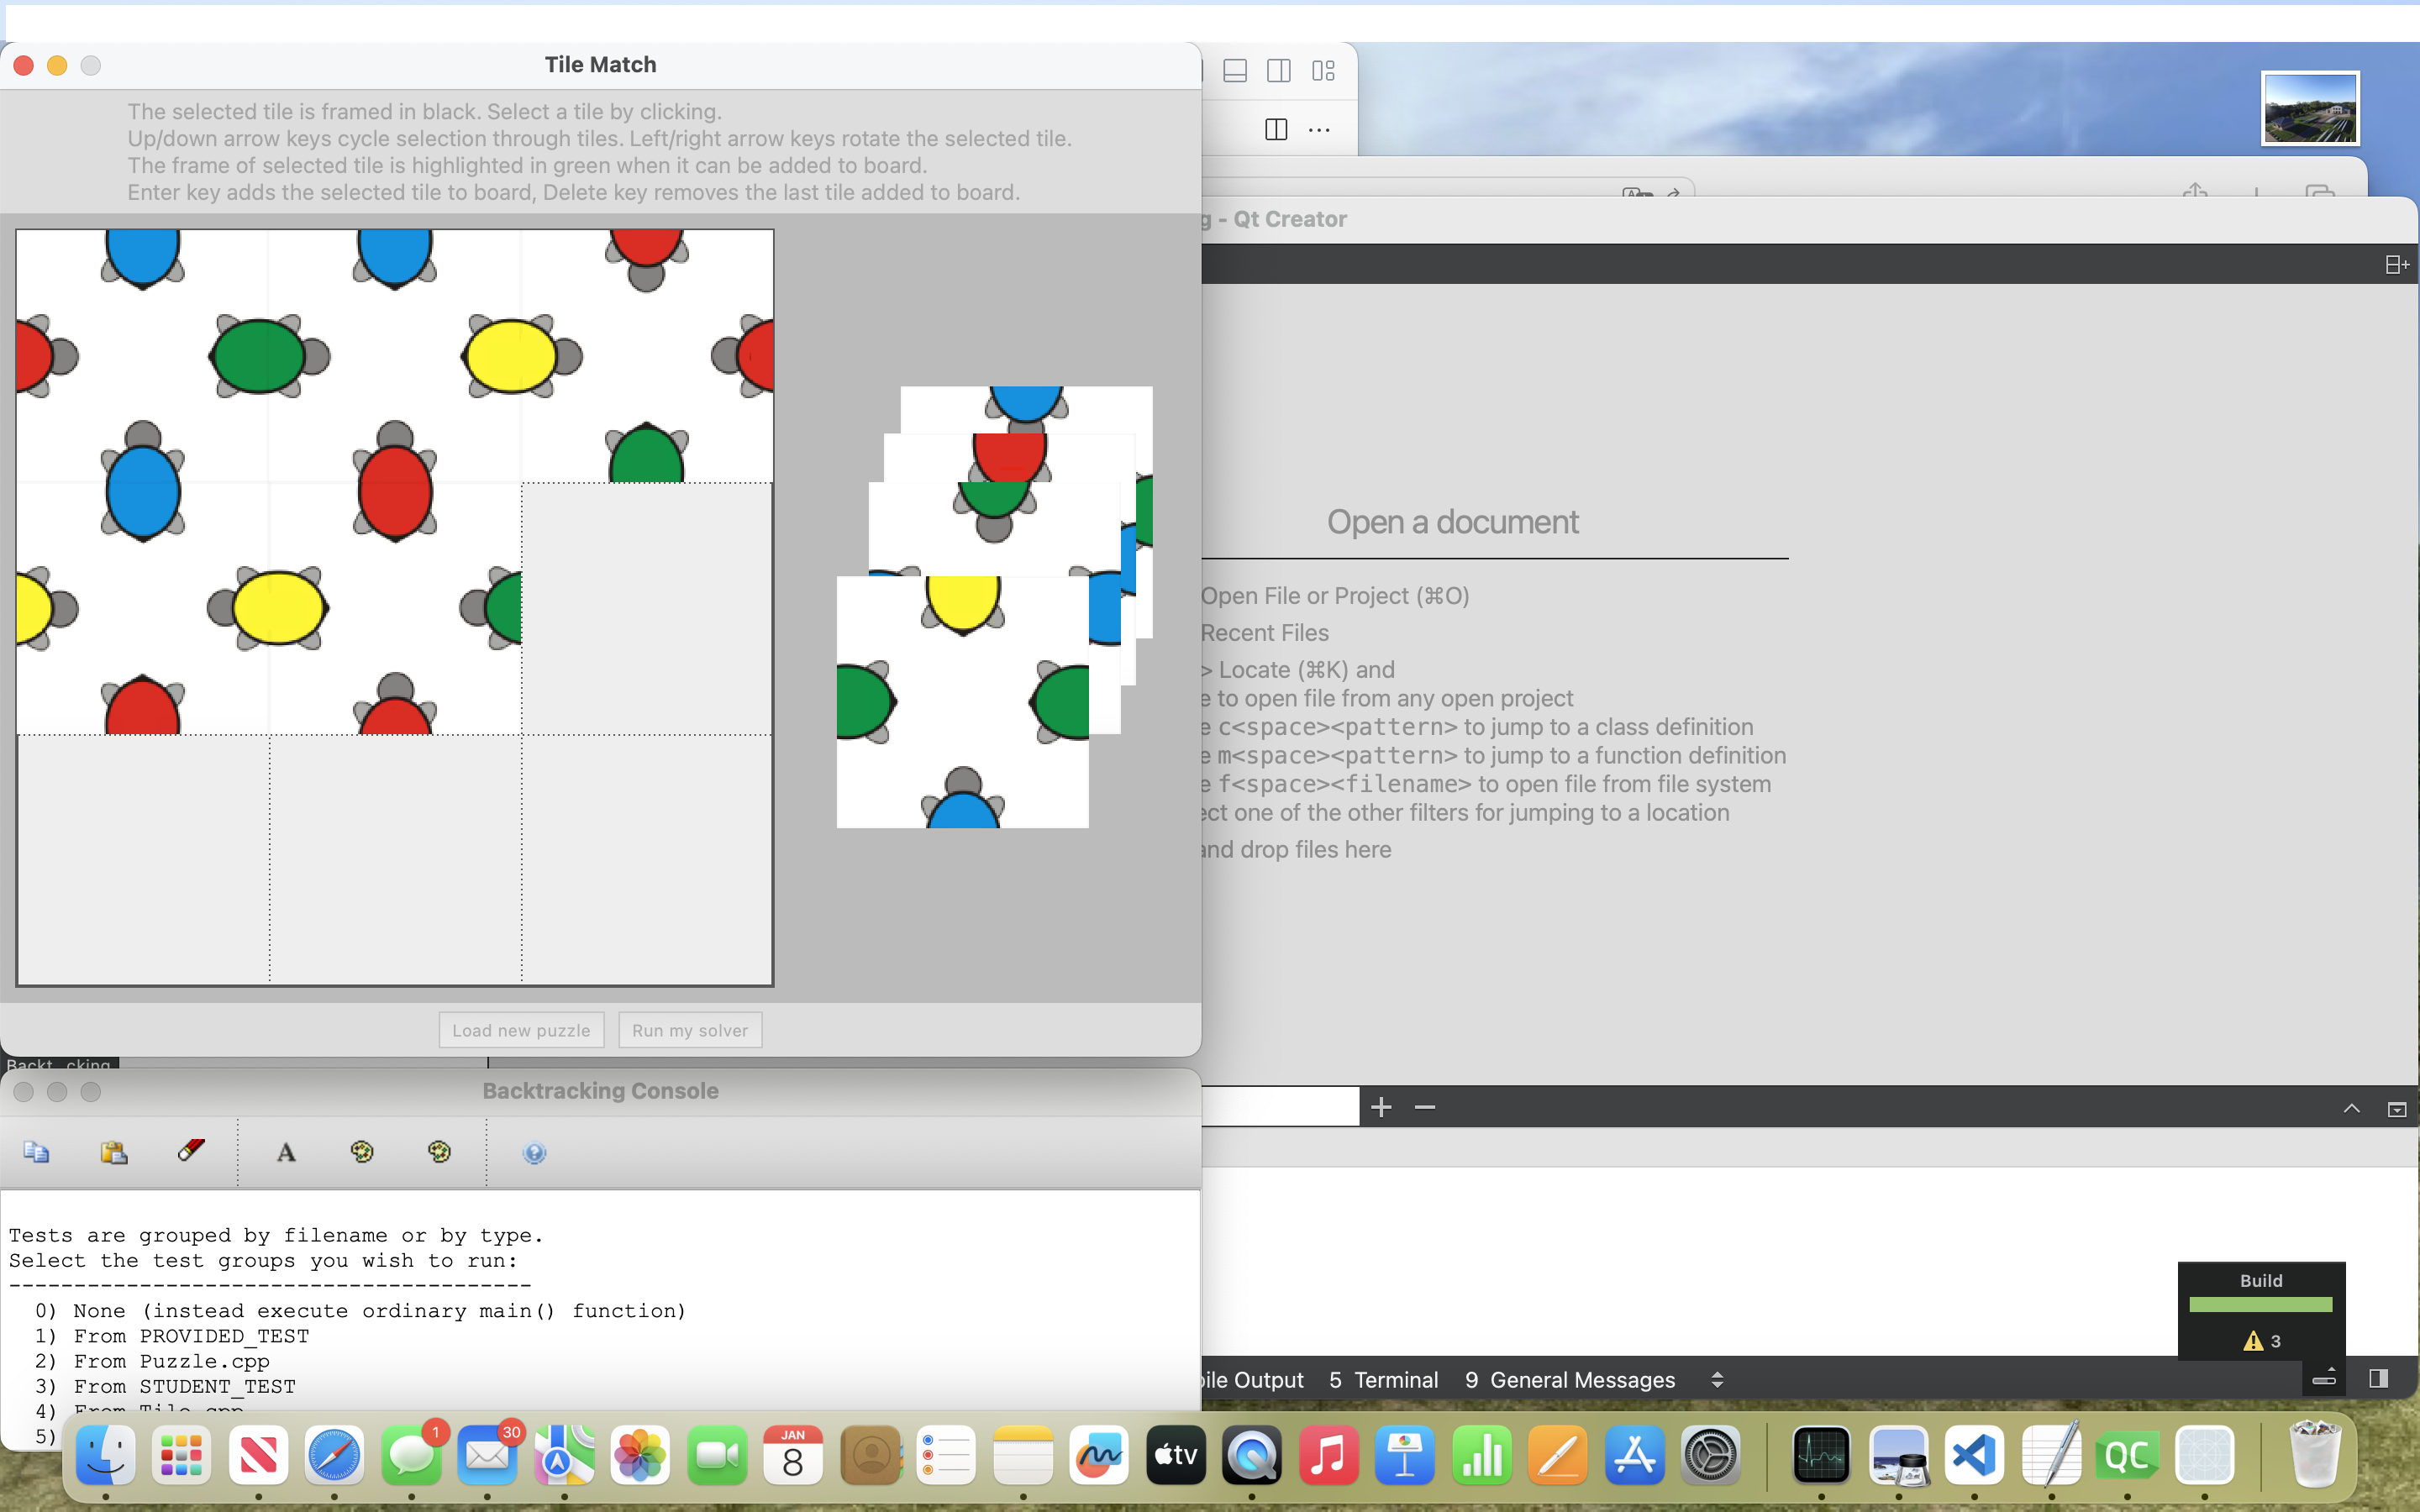 Tile Match
The selected tile is framed in black. Select a tile by clicking.
Up/down arrow keys cycle selection through tiles. Left/right arrow keys rotate the selected tile.
The frame of selected tile is highlighted in green when it can be added to board.
Enter key adds the selected tile to board, Delete key removes the last tile added to board.
g - Qt Creator
Open a document
Open File or Project (⌘O)
Recent Files
> Locate (⌘K) and
e to open file from any open project
e c<space><pattern> to jump to a class definition
e m<space><pattern> to jump to a function definition
e f<space><filename> to open file from file system
ect one of the other filters for jumping to a location
and drop files here
Load new puzzle
Run my solver
Backt...cking
Backtracking Console
A
Tests are grouped by filename or by type.
Select the test groups you wish to run:
----------------------------------------
0) None (instead execute ordinary main() function)
1) From PROVIDED_TEST
2) From Puzzle.cpp
3) From STUDENT_TEST
4) From Tile.cpp
5)
Build
3
pile Output 5 Terminal 9 General Messages
1
30
JAN
8
tv
QC